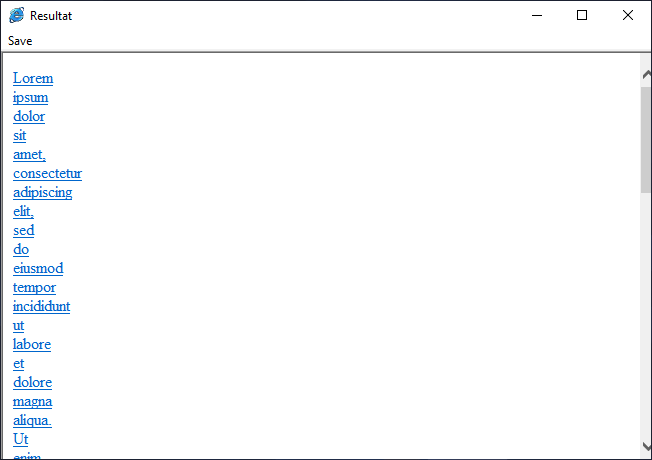 Resultat
Save
Lorem
ipsum
dolor
sit
amet,
consectetur
adipiscing
elit,
sed
do
eiusmod
tempor
incididunt
ut
labore
et
dolore
magna
aliqua.
Ut
enim